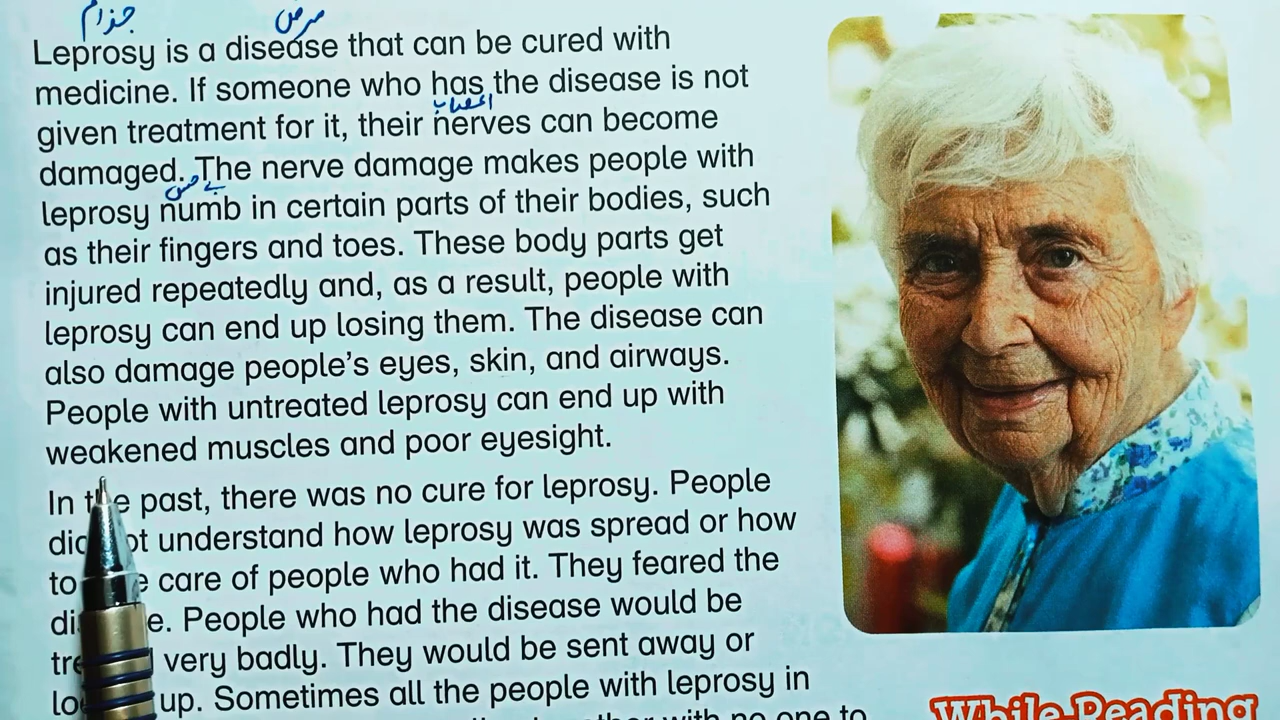 جذام مرض
Leprosy is a disease that can be cured with
medicine. If someone who has the disease is not
اعصاب
given treatment for it, their nerves can become
damaged. The nerve damage makes people with
بے حس
leprosy numb in certain parts of their bodies, such
as their fingers and toes. These body parts get
injured repeatedly and, as a result, people with
leprosy can end up losing them. The disease can
also damage people's eyes, skin, and airways.
People with untreated leprosy can end up with
weakened muscles and poor eyesight.
In the past, there was no cure for leprosy. People
did not understand how leprosy was spread or how
to care of people who had it. They feared the
People who had the disease would be
very badly. They would be sent away or
up. Sometimes all the people with leprosy in
with no one to
While-Reading